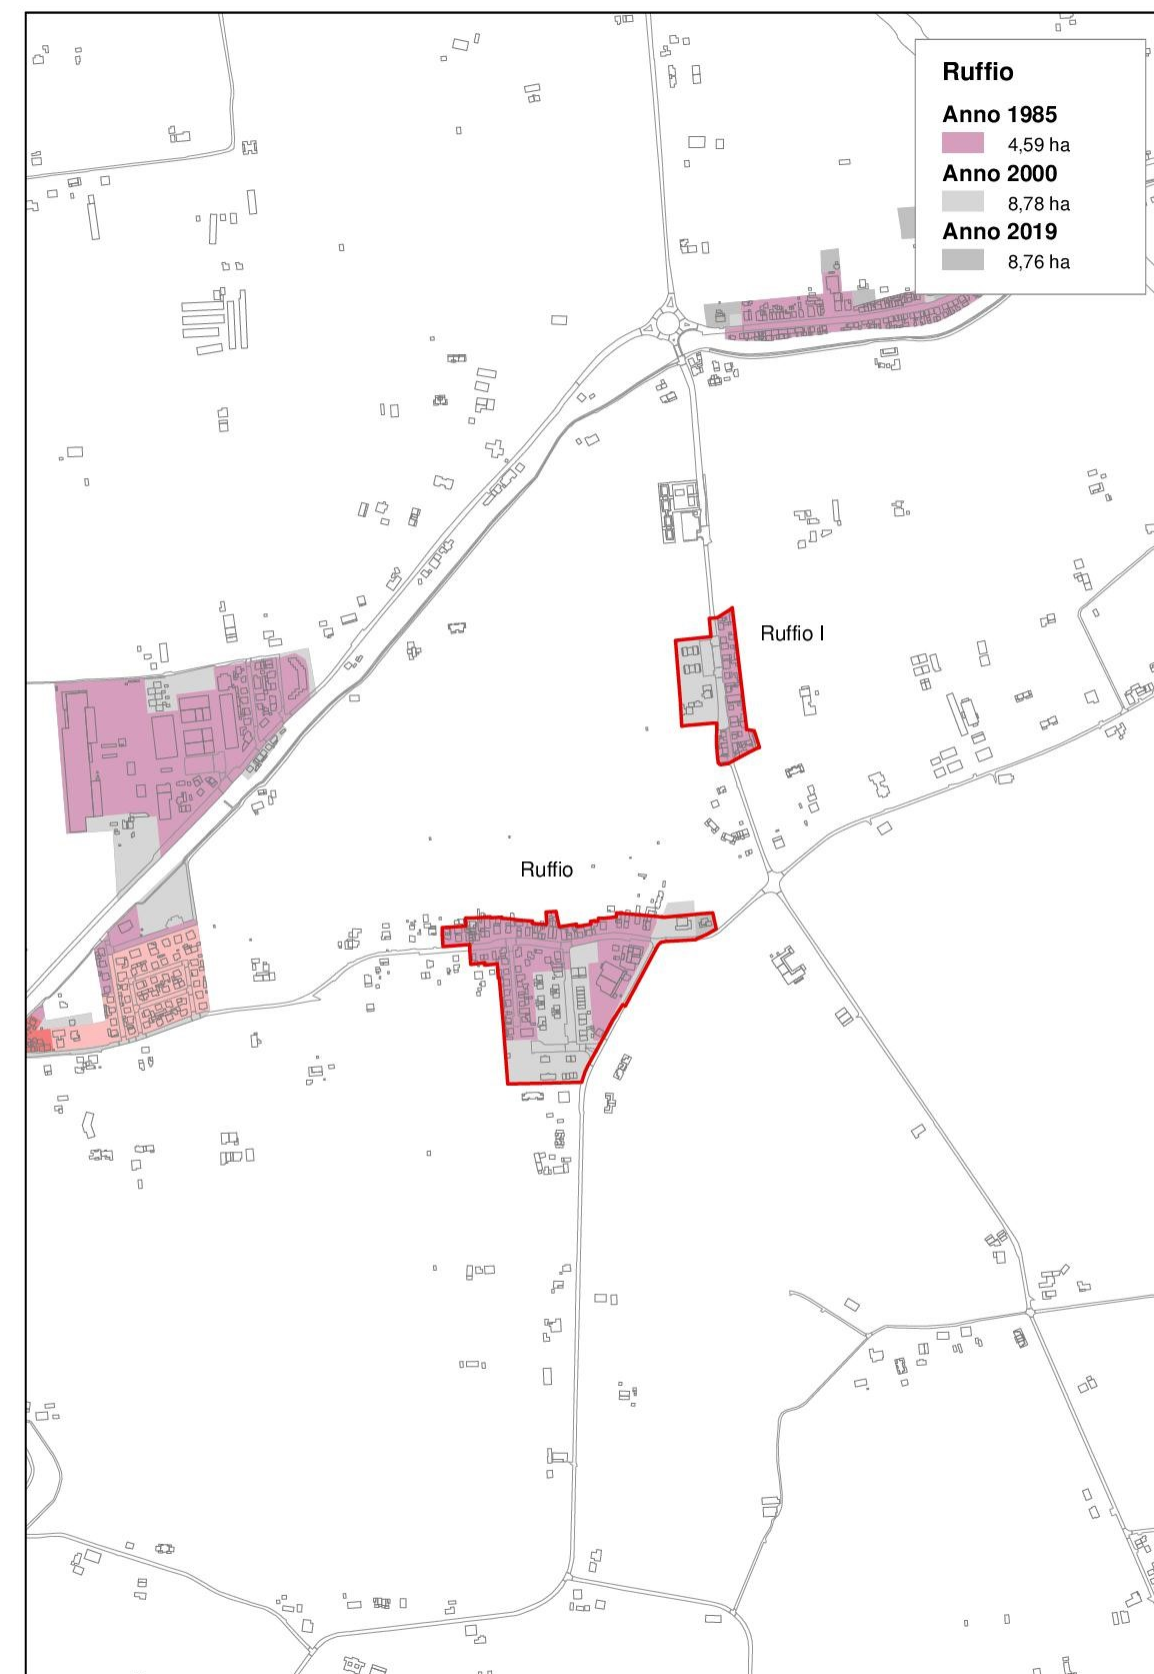 Ruffio
Anno 1985
4,59 ha
Anno 2000
8,78 ha
Anno 2019
8,76 ha
Ruffio I
Ruffio